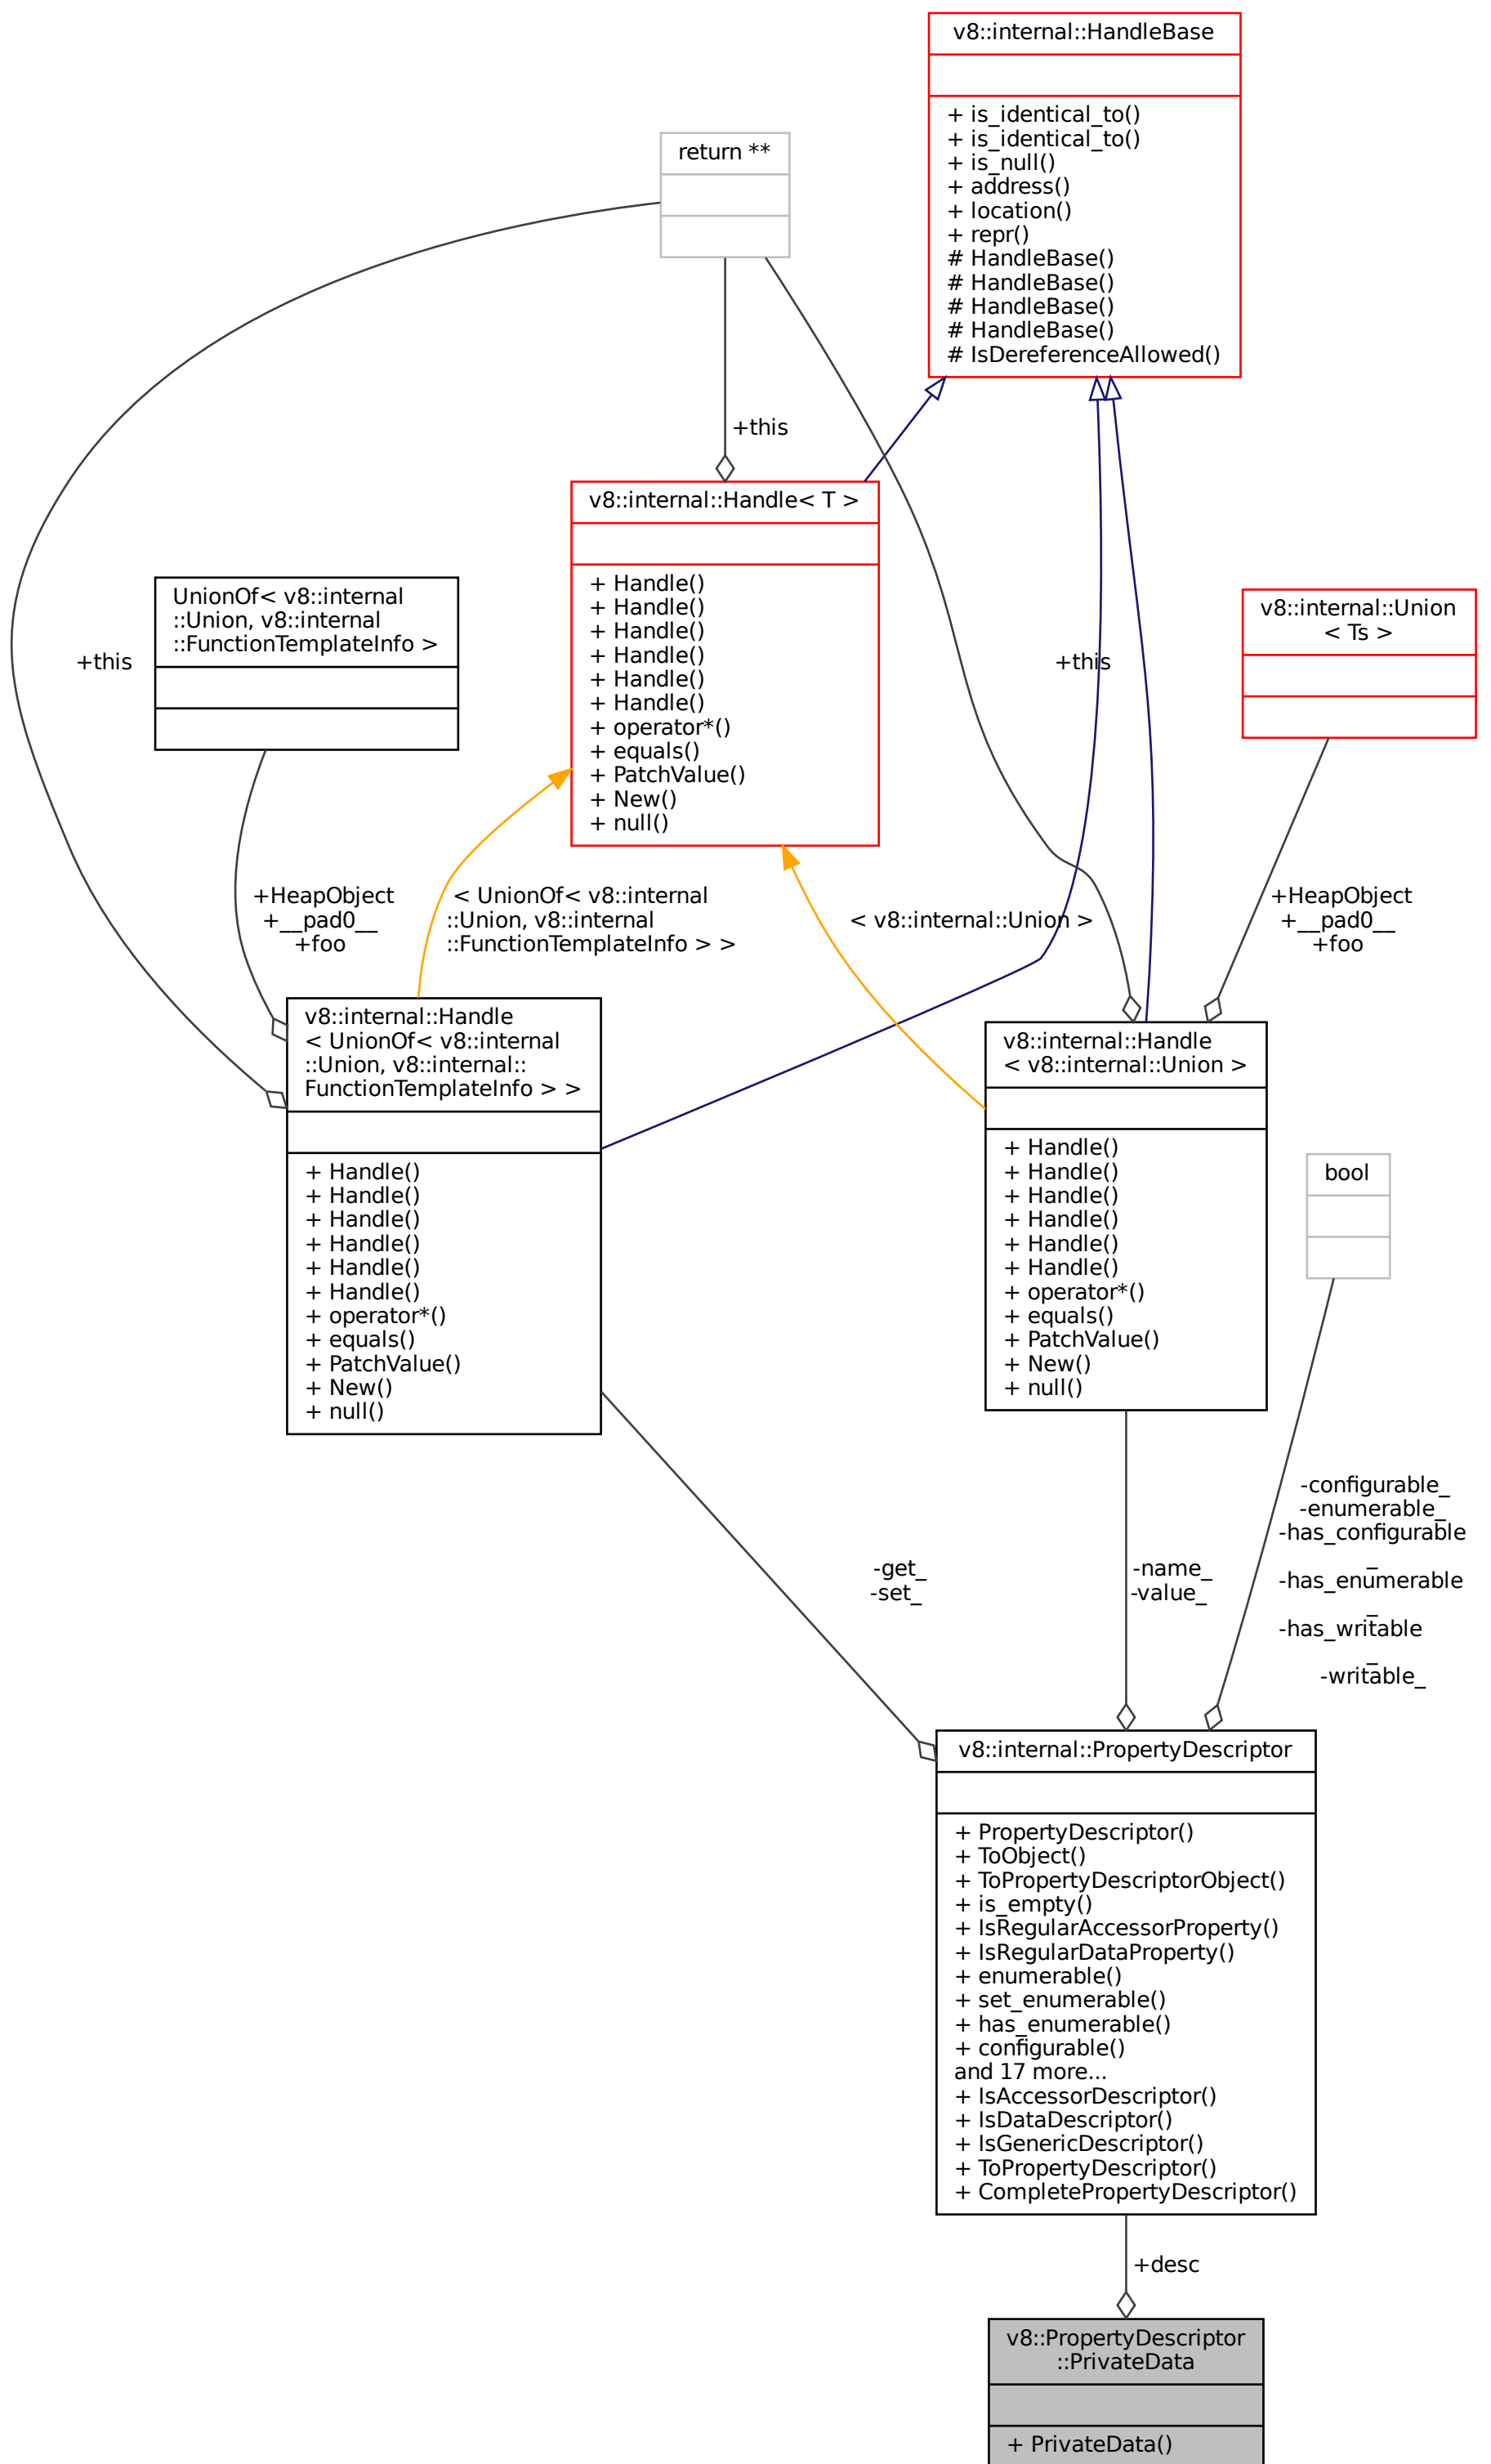 v8::internal::HandleBase
+ is_identical_to()
+ is_identical_to()
+ is_null()
+ address()
+ location()
+ repr()
# HandleBase()
# HandleBase()
# HandleBase()
# HandleBase()
# IsDereferenceAllowed()
return **
+this
v8::internal::Handle< T >
+ Handle()
+ Handle()
+ Handle()
+ Handle()
+ Handle()
+ Handle()
+ operator*()
+ equals()
+ PatchValue()
+ New()
+ null()
UnionOf< v8::internal
::Union, v8::internal
::FunctionTemplateInfo >
+this
+this
v8::internal::Union
< Ts >
+HeapObject
+__pad0__
+foo
< UnionOf< v8::internal
::Union, v8::internal
::FunctionTemplateInfo > >
< v8::internal::Union >
+HeapObject
+__pad0__
+foo
v8::internal::Handle
< UnionOf< v8::internal
::Union, v8::internal::
FunctionTemplateInfo > >
+ Handle()
+ Handle()
+ Handle()
+ Handle()
+ Handle()
+ Handle()
+ operator*()
+ equals()
+ PatchValue()
+ New()
+ null()
v8::internal::Handle
< v8::internal::Union >
+ Handle()
+ Handle()
+ Handle()
+ Handle()
+ Handle()
+ Handle()
+ operator*()
+ equals()
+ PatchValue()
+ New()
+ null()
bool
-get_
-set_
-name_
-value_
-configurable_
-enumerable_
-has_configurable
_
-has_enumerable
_
-has_writable
_
-writable_
v8::internal::PropertyDescriptor
+ PropertyDescriptor()
+ ToObject()
+ ToPropertyDescriptorObject()
+ is_empty()
+ IsRegularAccessorProperty()
+ IsRegularDataProperty()
+ enumerable()
+ set_enumerable()
+ has_enumerable()
+ configurable()
and 17 more...
+ IsAccessorDescriptor()
+ IsDataDescriptor()
+ IsGenericDescriptor()
+ ToPropertyDescriptor()
+ CompletePropertyDescriptor()
+desc
v8::PropertyDescriptor
::PrivateData
+ PrivateData()